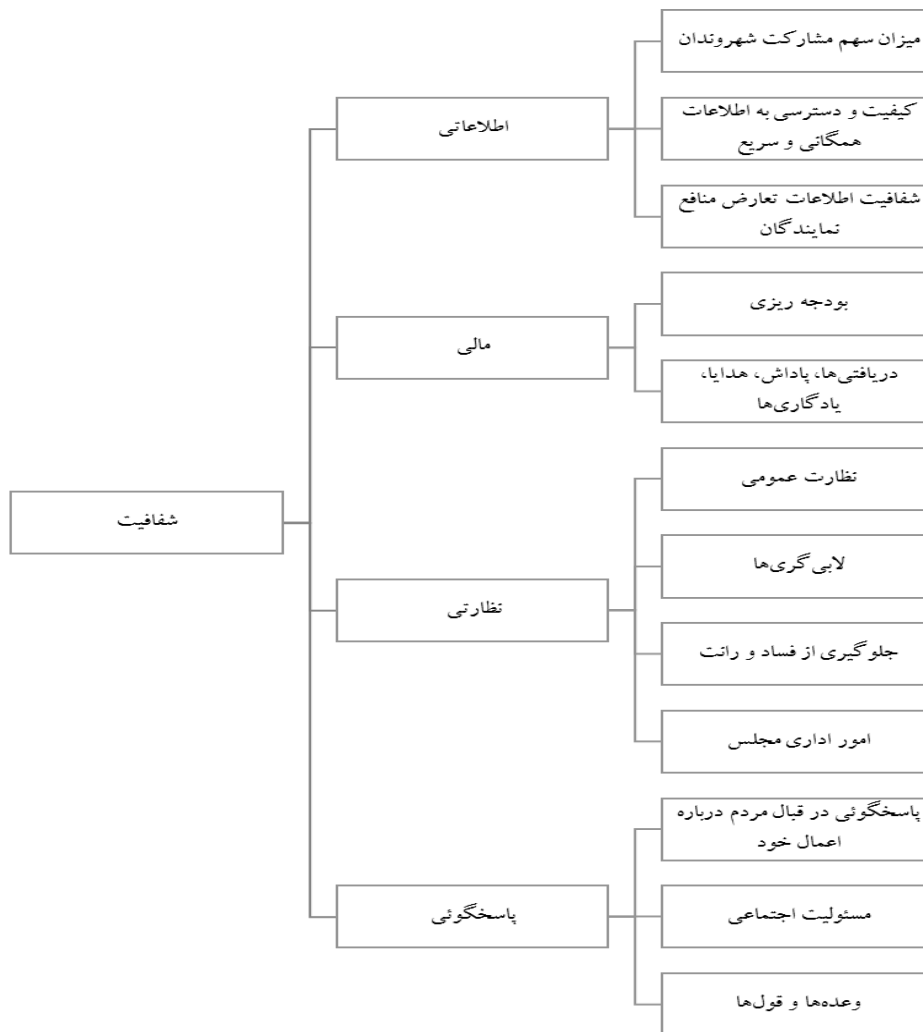 میزان سهم مشارکت شهروندان
اطلاعاتی
کیفیت و دسترسی به اطلاعات
همگانی و سریع
شفافیت اطلاعات تعارض منافع
نمایندگان
مالی
بودجه ریزی
دریافتی‌ها، پاداش، هدایا،
یادگاری‌ها
شفافیت
نظارتی
نظارت عمومی
لابی‌گری‌ها
جلوگیری از فساد و رانت
امور اداری مجلس
پاسخگوئی
پاسخگوئی در قبال مردم درباره
اعمال خود
مسئولیت اجتماعی
وعده‌ها و قول‌ها